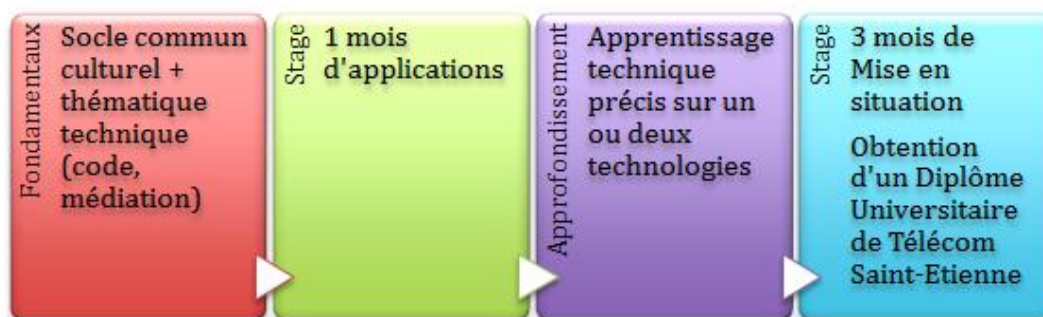 Fondamentaux
Socle commun
culturel +
thématique
technique
(code,
médiation)
Stage
1 mois
d'applications
Approfondissement
Apprentissage
technique
précis sur un
ou deux
technologies
Stage
3 mois de
Mise en
situation
Obtention
d'un Diplôme
Universitaire
de Télécom
Saint-Etienne